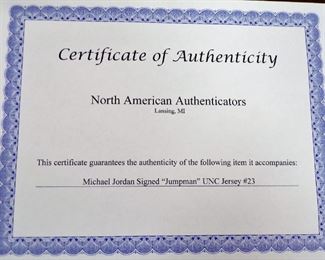 Certificate of Authenticity
North American Authenticators
Lansing, MI
This certificate guarantees the authenticity of the following item it accompanies:
Michael Jordan Signed "Jumpman" UNC Jersey #23